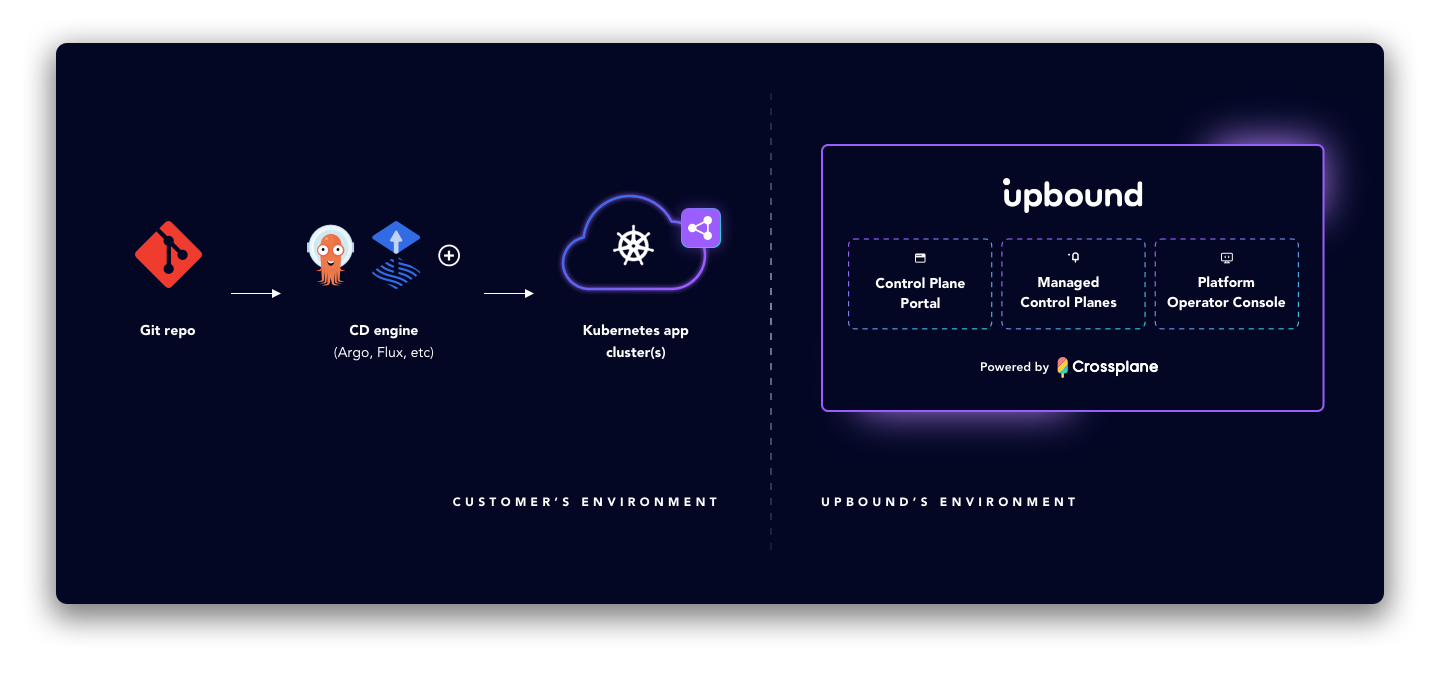 Git repo
CD engine
(Argo, Flux, etc)
Kubernetes app
cluster(s)
CUSTOMER’S ENVIRONMENT
upbound
Control Plane
Portal
Managed
Control Planes
Platform
Operator Console
Powered by Crossplane
UPBOUND’S ENVIRONMENT